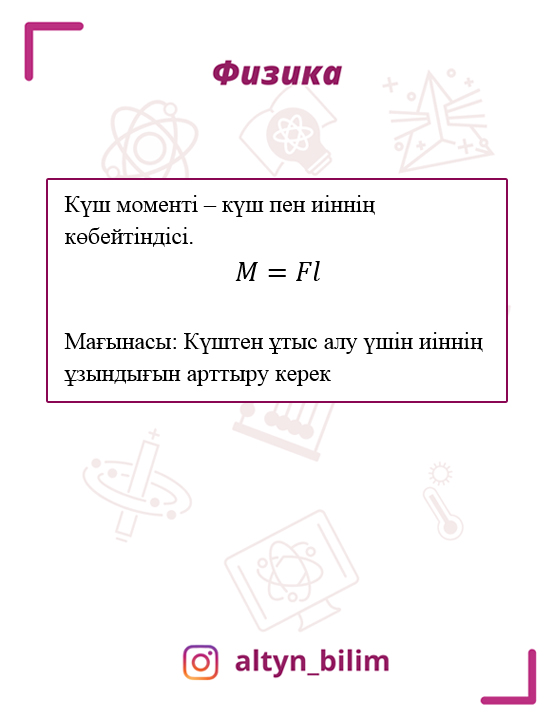 Физика
Күш моменті – күш пен иіннің
көбейтіндісі.
M = Fl
Мағынасы: Күштен ұтыс алу үшін иіннің
ұзындығын арттыру керек
altyn_bilim